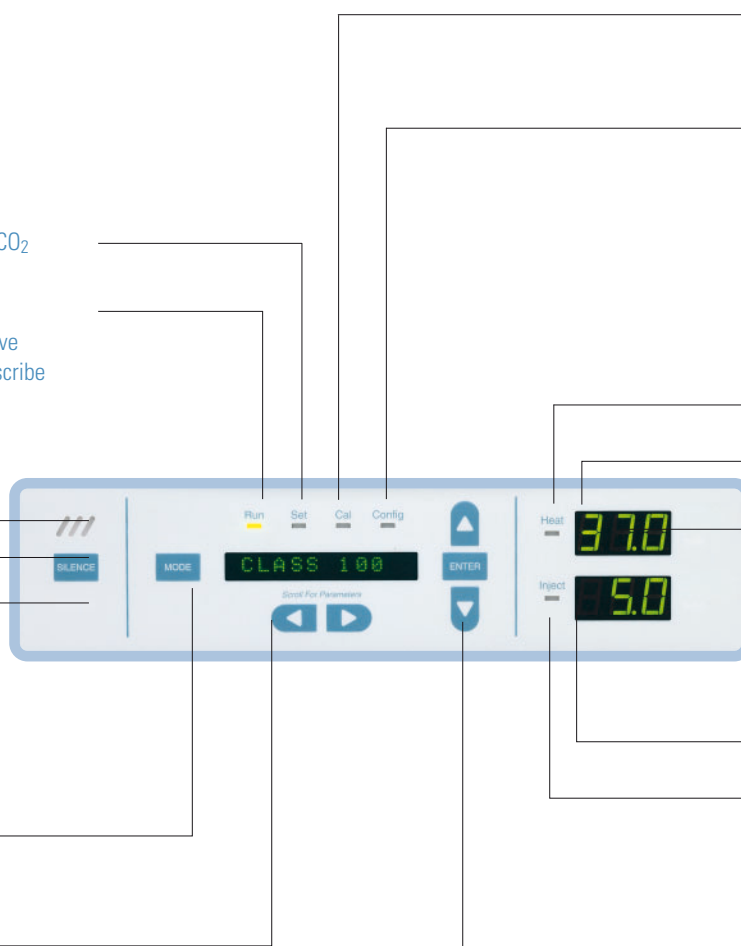 CO₂
ve
scribe
Run Set Cal Config
Heat
37.0
SILENCE
MODE
CLASS 100
ENTER
Inject
5.0
Scroll For Parameters